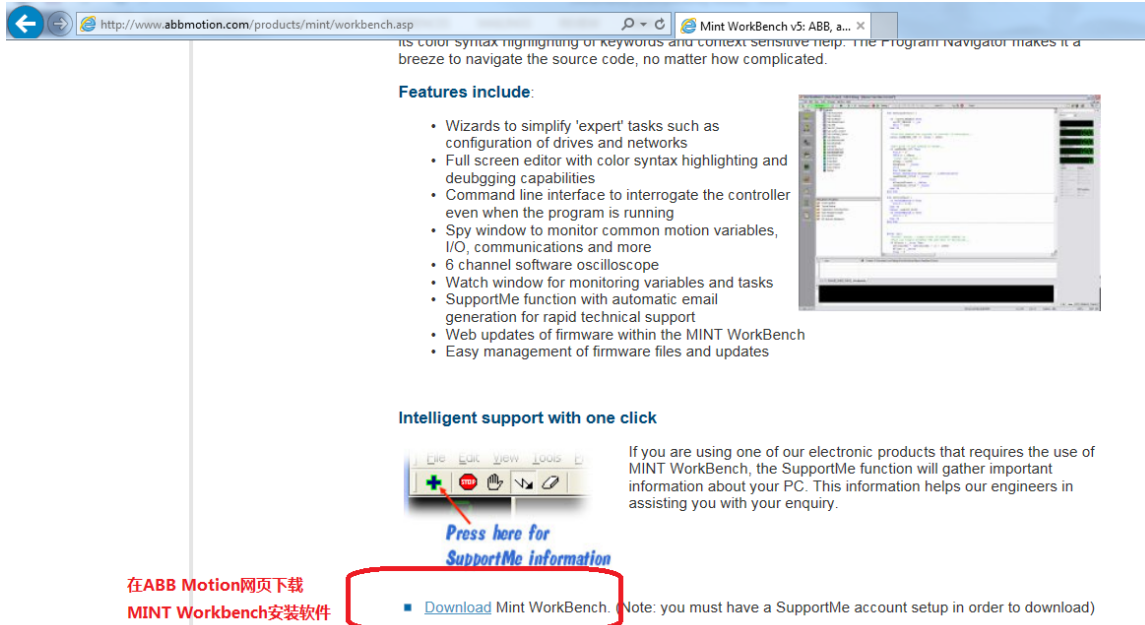 http://www.abbmotion.com/products/mint/workbench.asp
Mint WorkBench v5: ABB, a...
its color syntax highlighting of keywords and context sensitive help. The Program Navigator makes it a
breeze to navigate the source code, no matter how complicated.
Features include:
• Wizards to simplify 'expert' tasks such as
configuration of drives and networks
• Full screen editor with color syntax highlighting and
deubgging capabilities
• Command line interface to interrogate the controller
even when the program is running
• Spy window to monitor common motion variables,
I/O, communications and more
• 6 channel software oscilloscope
• Watch window for monitoring variables and tasks
• SupportMe function with automatic email
generation for rapid technical support
• Web updates of firmware within the MINT WorkBench
• Easy management of firmware files and updates
Intelligent support with one click
File Edit View Tools
STOP
Press here for
SupportMe information
If you are using one of our electronic products that requires the use of
MINT WorkBench, the SupportMe function will gather important
information about your PC. This information helps our engineers in
assisting you with your enquiry.
在ABB Motion网页下载
MINT Workbench安装软件
Download Mint WorkBench. (Note: you must have a SupportMe account setup in order to download)